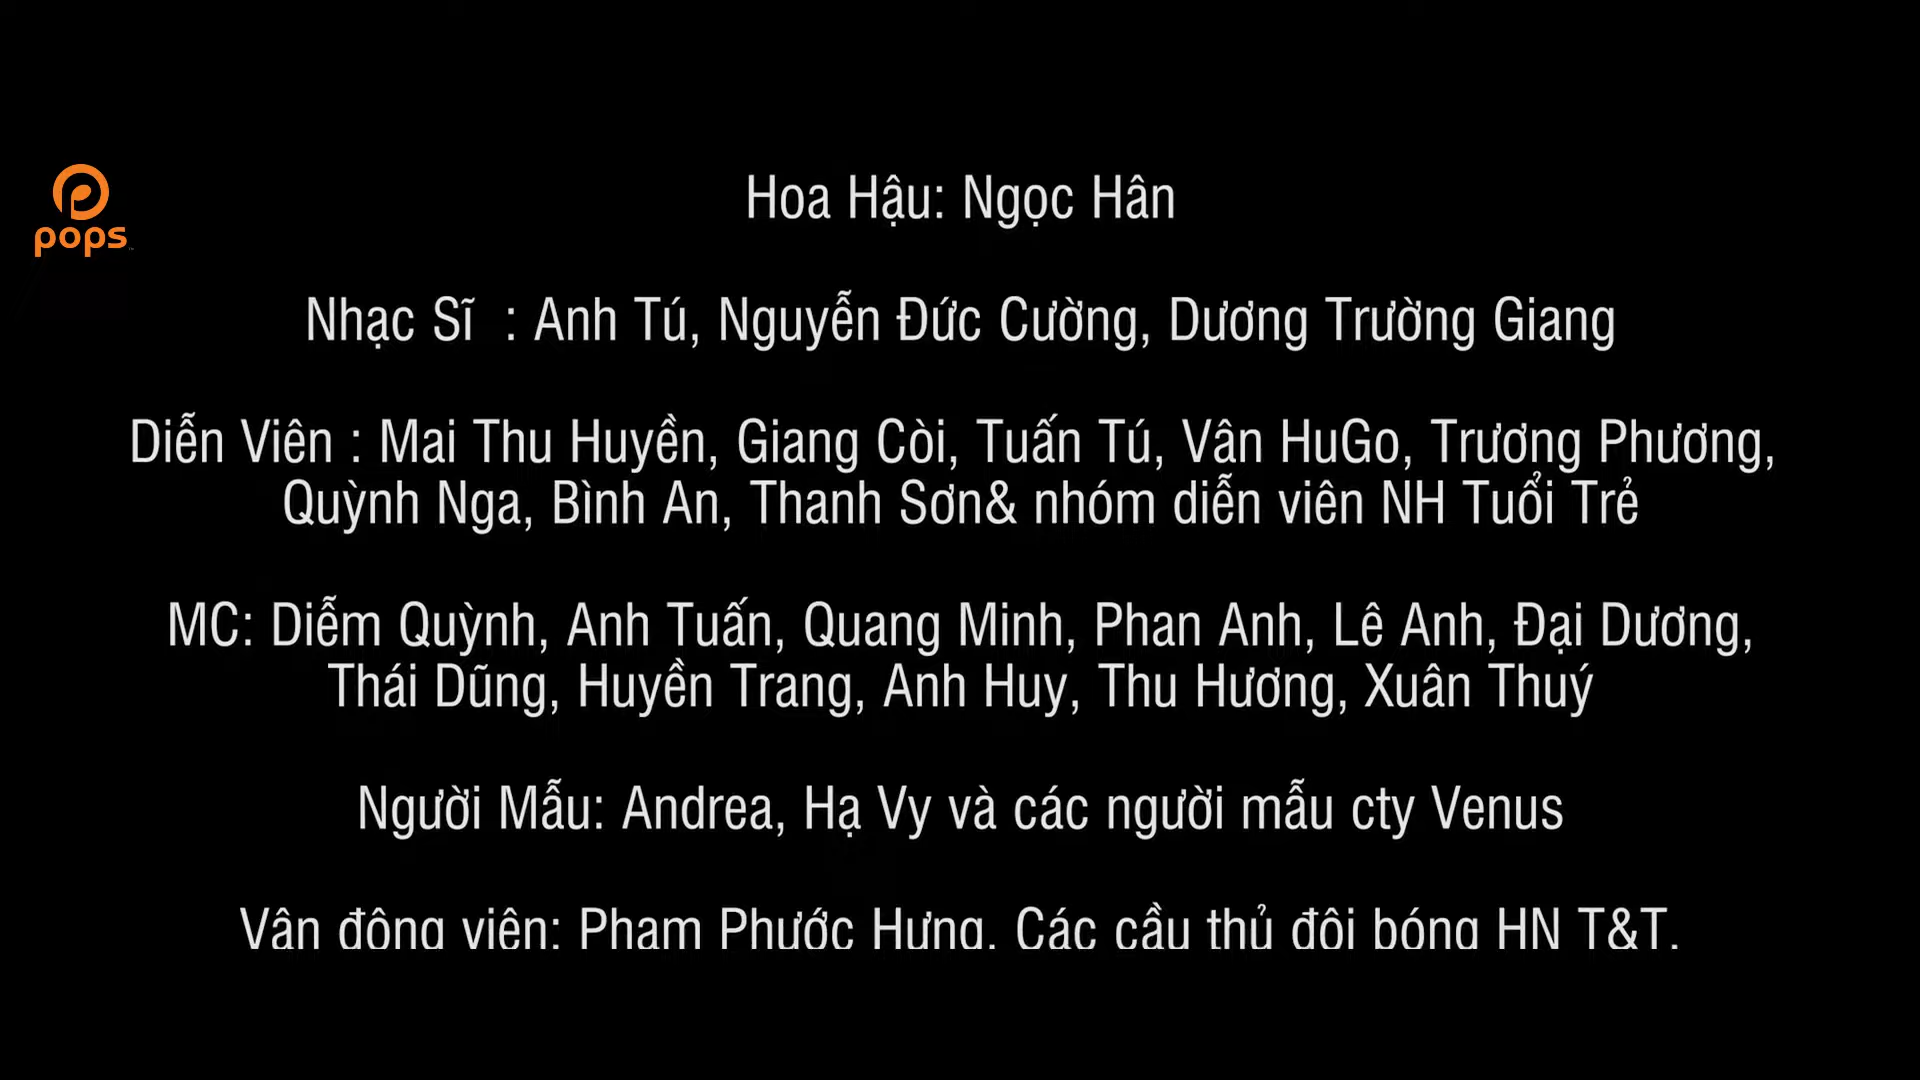 pops
Hoa Hậu: Ngọc Hân
Nhạc Sĩ : Anh Tú, Nguyễn Đức Cường, Dương Trường Giang
Diễn Viên : Mai Thu Huyền, Giang Còi, Tuấn Tú, Vân HuGo, Trương Phương,
Quỳnh Nga, Bình An, Thanh Sơn& nhóm diễn viên NH Tuổi Trẻ
MC: Diễm Quỳnh, Anh Tuấn, Quang Minh, Phan Anh, Lê Anh, Đại Dương,
Thái Dũng, Huyền Trang, Anh Huy, Thu Hương, Xuân Thuý
Người Mẫu: Andrea, Hạ Vy và các người mẫu cty Venus
Vận động viên: Phạm Phước Hưng, Các cầu thủ đội bóng HN T&T,